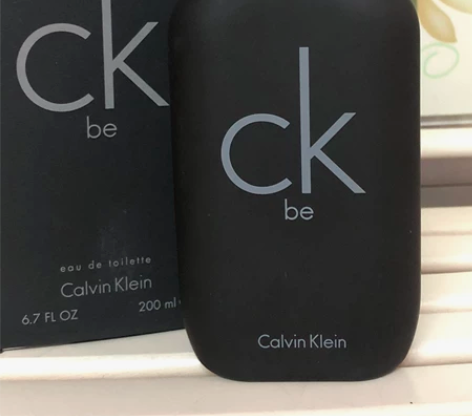 ck
be
eau de toilette
Calvin Klein
6.7 FL OZ 200 ml
ck
be
Calvin Klein